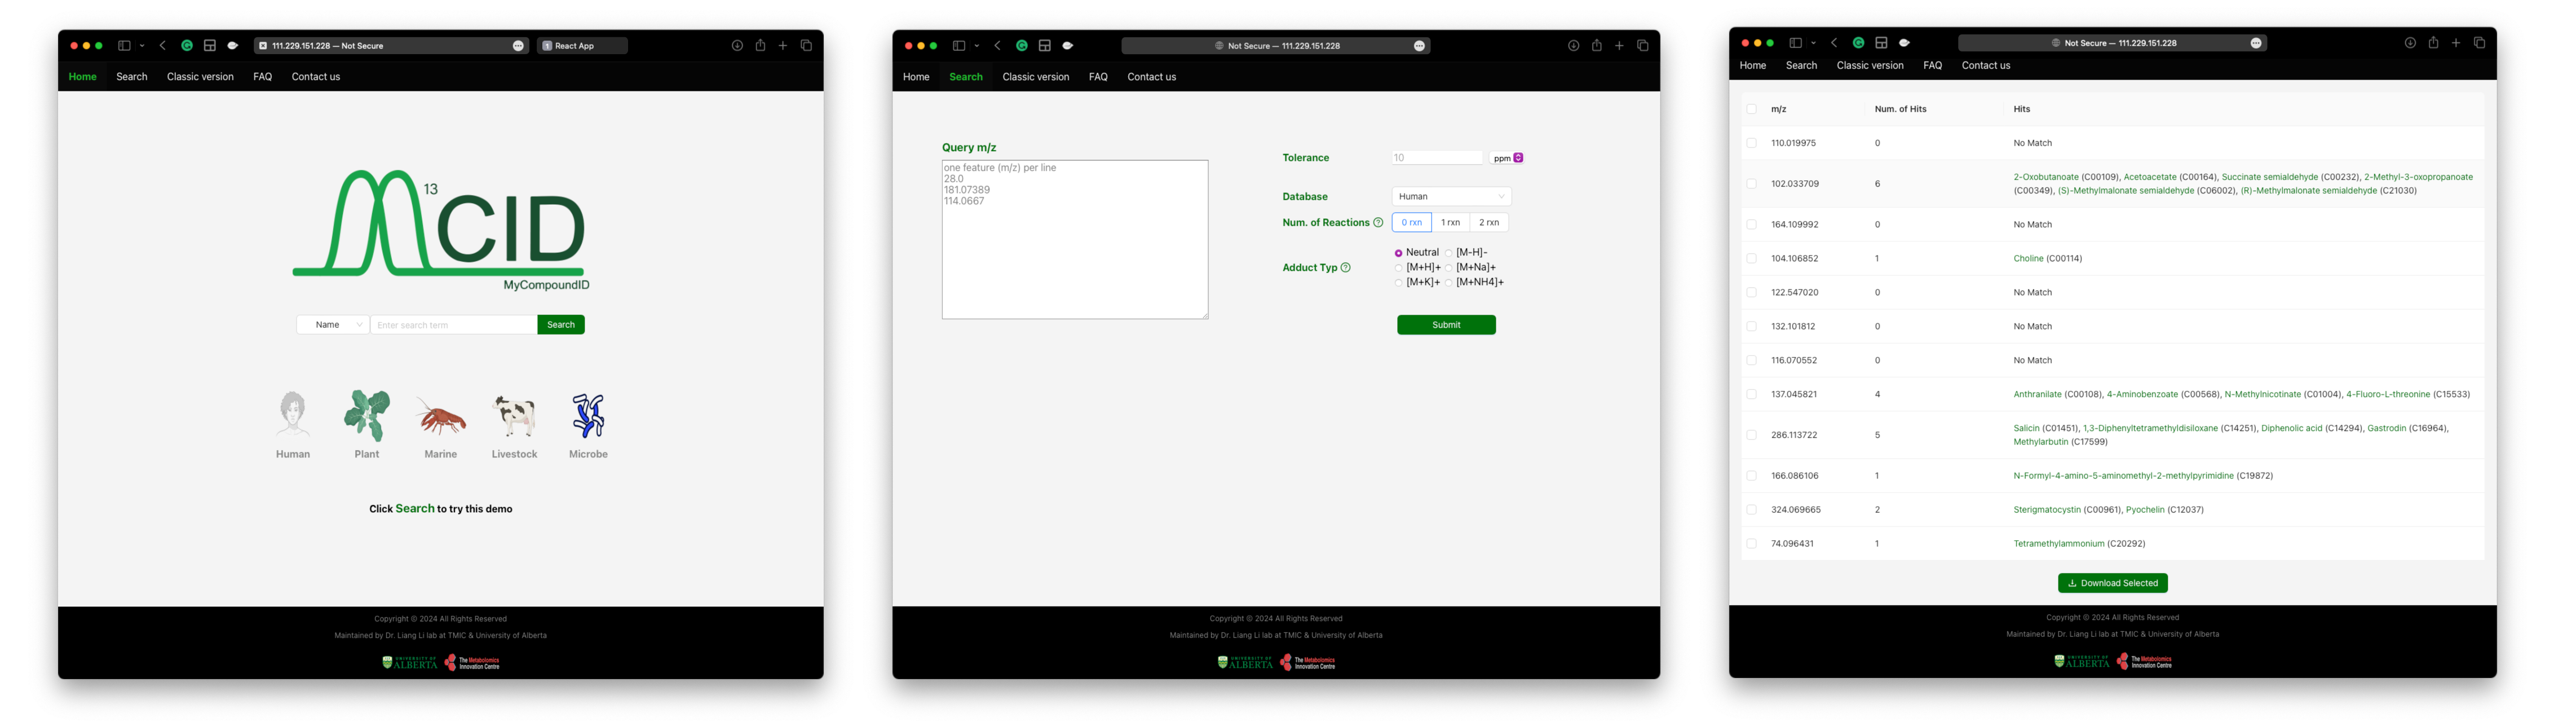 111.229.151.228 — Not Secure
React App
Home Search Classic version FAQ Contact us
13
CID
MyCompoundID
Name Enter search term Search
Human Plant Marine Livestock Microbe
Click Search to try this demo
Copyright © 2024 All Rights Reserved
Maintained by Dr. Liang Li lab at TMIC & University of Alberta
UNIVERSITY OF
ALBERTA
The Metabolomics
Innovation Centre
Not Secure — 111.229.151.228
Home Search Classic version FAQ Contact us
Query m/z
one feature (m/z) per line
28.0
181.07389
114.0667
Tolerance 10 ppm
Database Human
Num. of Reactions 0 rxn 1 rxn 2 rxn
Adduct Typ
Neutral [M-H]-
[M+H]+ [M+Na]+
[M+K]+ [M+NH4]+
Submit
Copyright © 2024 All Rights Reserved
Maintained by Dr. Liang Li lab at TMIC & University of Alberta
UNIVERSITY OF
ALBERTA
The Metabolomics
Innovation Centre
Not Secure — 111.229.151.228
Home Search Classic version FAQ Contact us
m/z Num. of Hits Hits
110.019975 0 No Match
102.033709 6 2-Oxobutanoate (C00109), Acetoacetate (C00164), Succinate semialdehyde (C00232), 2-Methyl-3-oxopropanoate
(C00349), (S)-Methylmalonate semialdehyde (C06002), (R)-Methylmalonate semialdehyde (C21030)
164.109992 0 No Match
104.106852 1 Choline (C00114)
122.547020 0 No Match
132.101812 0 No Match
116.070552 0 No Match
137.045821 4 Anthranilate (C00108), 4-Aminobenzoate (C00568), N-Methylnicotinate (C01004), 4-Fluoro-L-threonine (C15533)
286.113722 5 Salicin (C01451), 1,3-Diphenyltetramethyldisiloxane (C14251), Diphenolic acid (C14294), Gastrodin (C16964),
Methylarbutin (C17599)
166.086106 1 N-Formyl-4-amino-5-aminomethyl-2-methylpyrimidine (C19872)
324.069665 2 Sterigmatocystin (C00961), Pyochelin (C12037)
74.096431 1 Tetramethylammonium (C20292)
Download Selected
Copyright © 2024 All Rights Reserved
Maintained by Dr. Liang Li lab at TMIC & University of Alberta
UNIVERSITY OF
ALBERTA
The Metabolomics
Innovation Centre